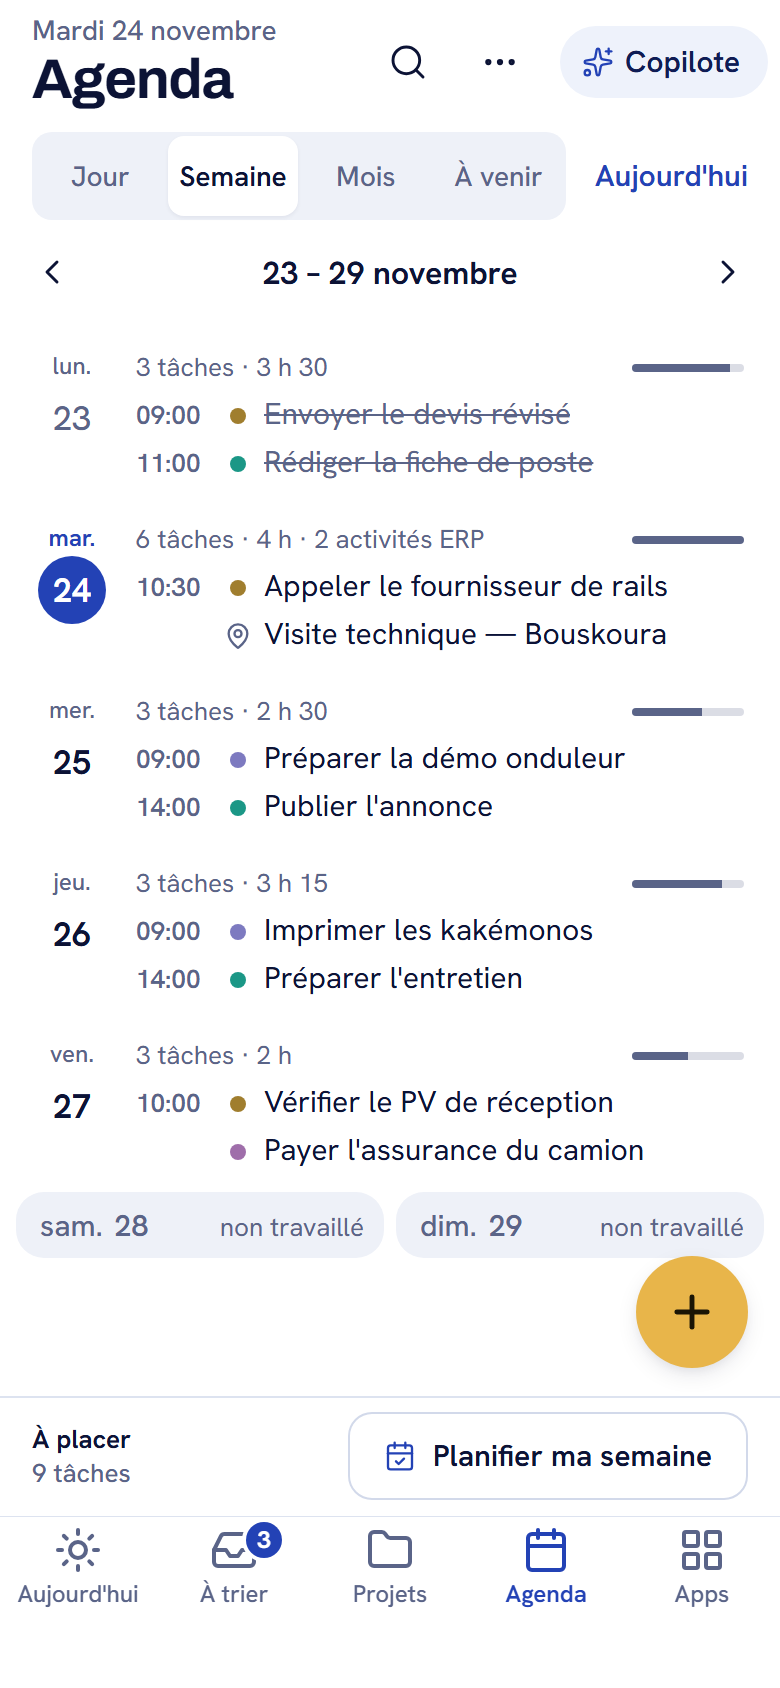 Mardi 24 novembre
Agenda
Copilote
Jour Semaine Mois À venir Aujourd'hui
23 – 29 novembre
lun. 3 tâches · 3 h 30
23 09:00 Envoyer le devis révisé
11:00 Rédiger la fiche de poste
mar. 6 tâches · 4 h · 2 activités ERP
24 10:30 Appeler le fournisseur de rails
Visite technique — Bouskoura
mer. 3 tâches · 2 h 30
25 09:00 Préparer la démo onduleur
14:00 Publier l'annonce
jeu. 3 tâches · 3 h 15
26 09:00 Imprimer les kakémonos
14:00 Préparer l'entretien
ven. 3 tâches · 2 h
27 10:00 Vérifier le PV de réception
Payer l'assurance du camion
sam. 28 non travaillé dim. 29 non travaillé
À placer
9 tâches
Planifier ma semaine
3
Aujourd'hui À trier Projets Agenda Apps